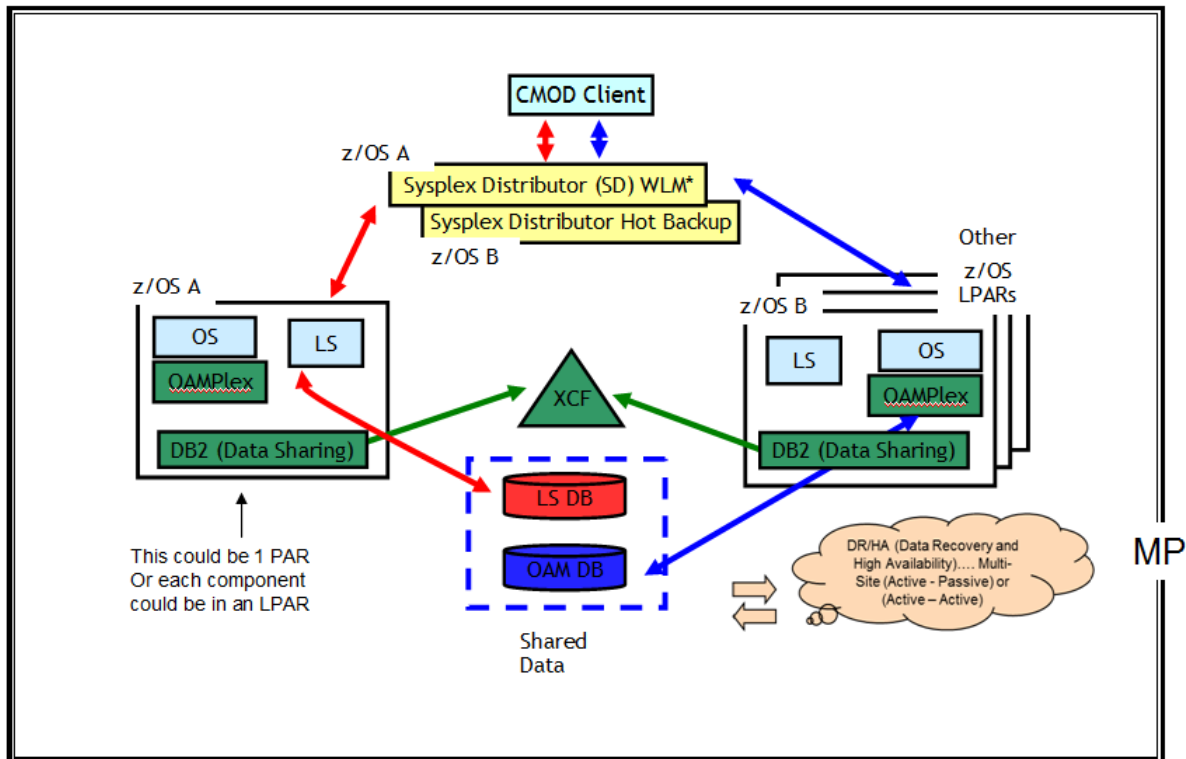 CMOD Client
z/OS A
Sysplex Distributor (SD) WLM*
Sysplex Distributor Hot Backup
z/OS B
Other
z/OS
LPARs
z/OS A
OS
LS
OAMPlex
DB2 (Data Sharing)
XCF
z/OS B
LS
OS
OAMPlex
DB2 (Data Sharing)
LS DB
OAM DB
Shared
Data
This could be 1 PAR
Or each component
could be in an LPAR
DR/HA (Data Recovery and
High Availability).... Multi-
Site (Active - Passive) or
(Active – Active)
MP